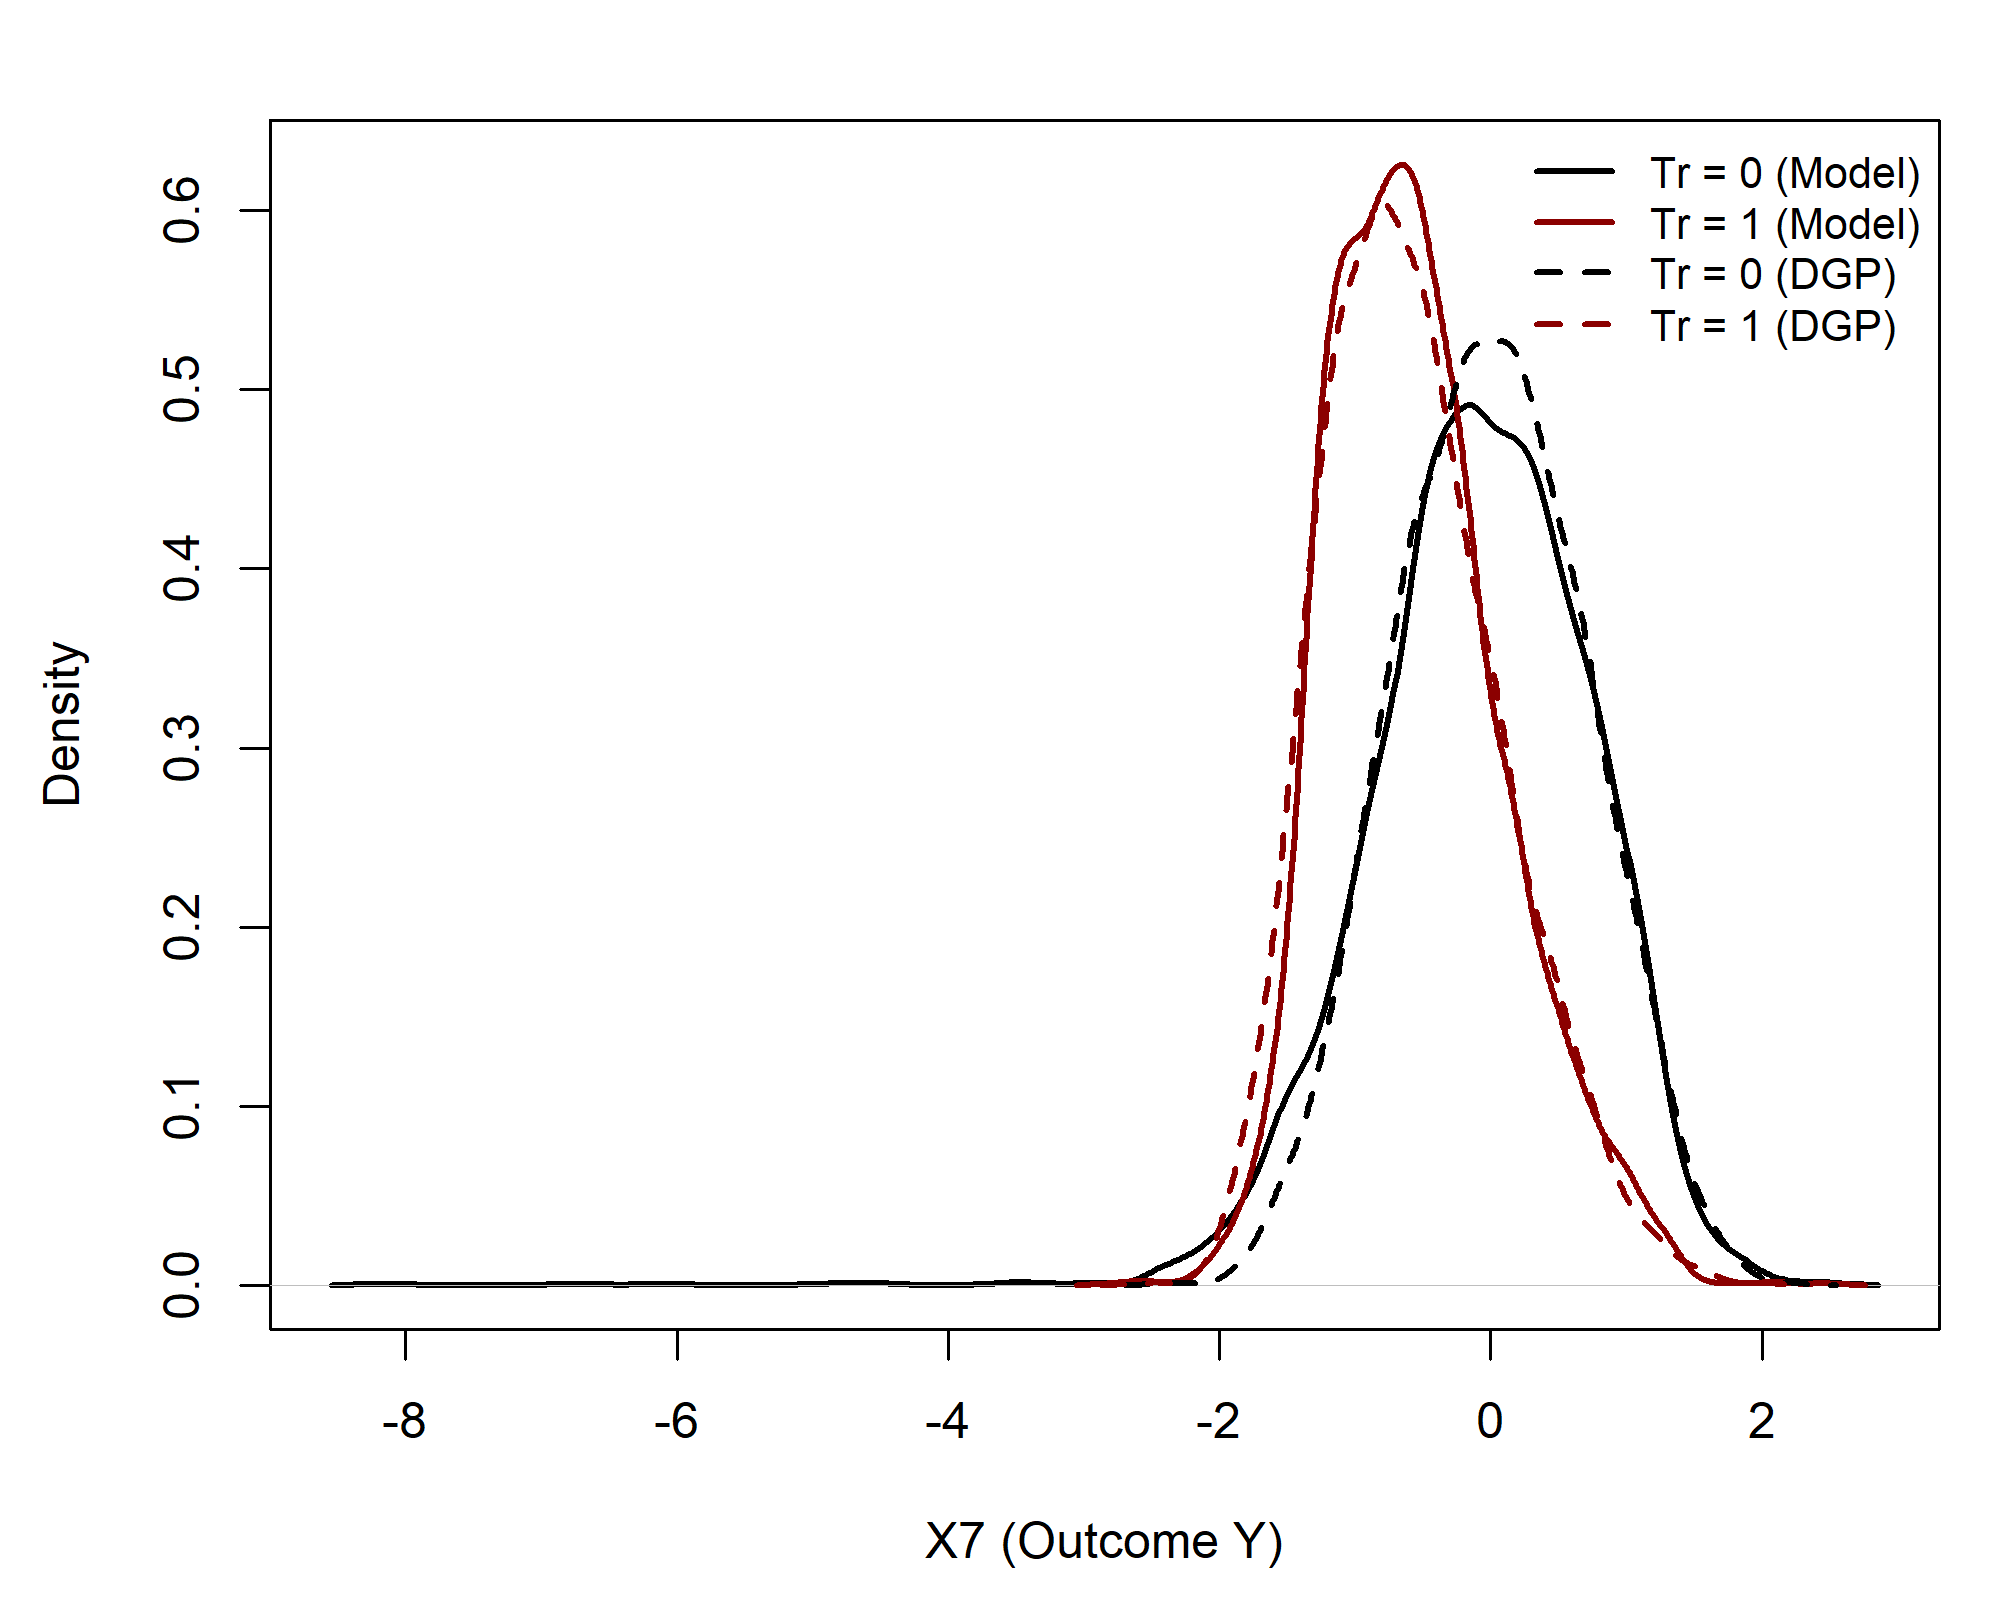 Tr = 0 (Model)
Tr = 1 (Model)
Tr = 0 (DGP)
Tr = 1 (DGP)
Density
0.6
0.5
0.4
0.3
0.2
0.1
0.0
-8 -6 -4 -2 0 2
X7 (Outcome Y)